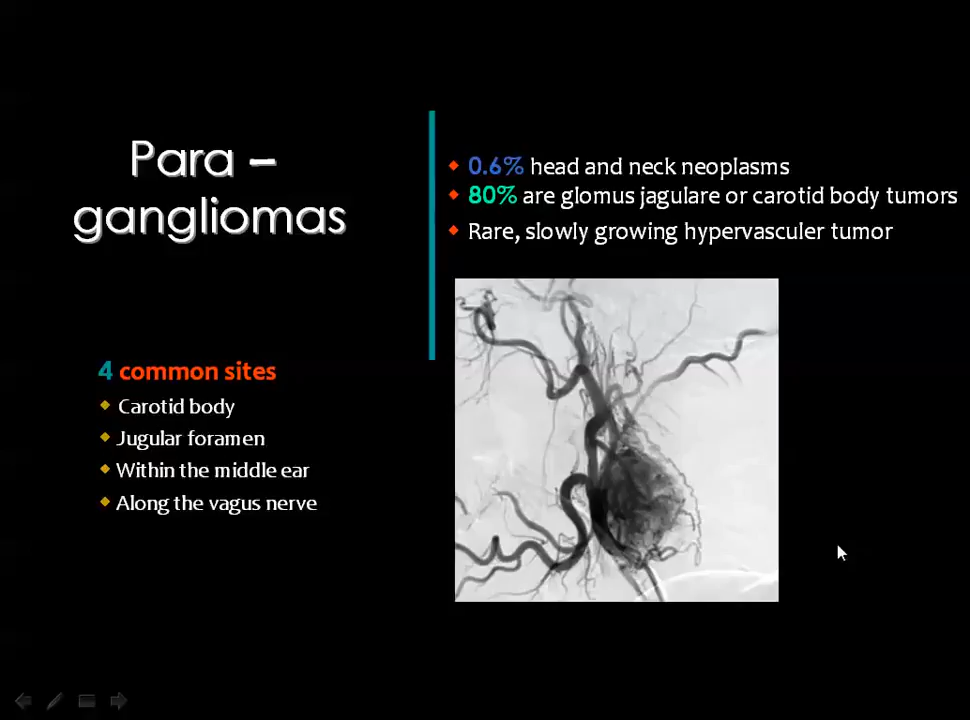 Para –
gangliomas
0.6% head and neck neoplasms
80% are glomus jagulare or carotid body tumors
Rare, slowly growing hypervasculer tumor
4 common sites
Carotid body
Jugular foramen
Within the middle ear
Along the vagus nerve